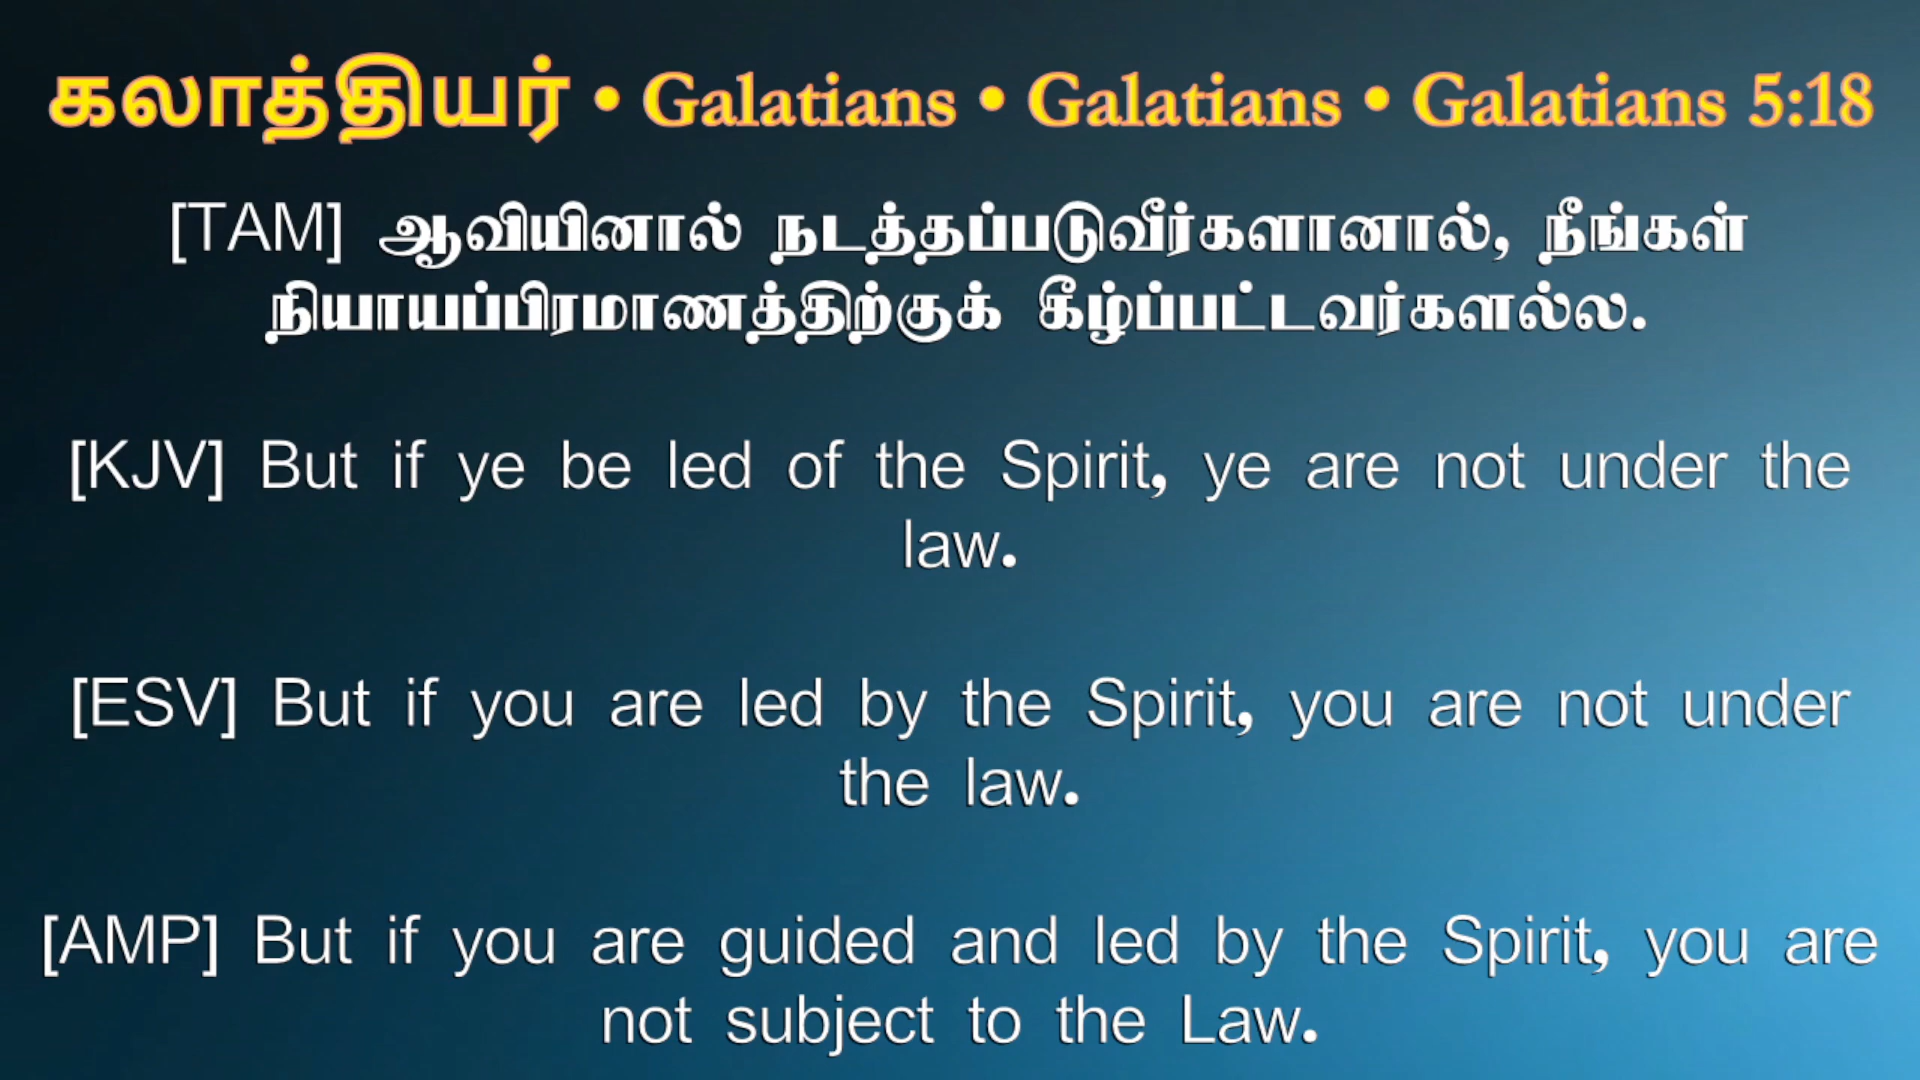 கலாத்தியர் • Galatians • Galatians • Galatians 5:18
[TAM] ஆவியினால் நடத்தப்படுவீர்களானால், நீங்கள்
நியாயப்பிரமாணத்திற்குக் கீழ்ப்பட்டவர்களல்ல.
[KJV] But if ye be led of the Spirit, ye are not under the
law.
[ESV] But if you are led by the Spirit, you are not under
the law.
[AMP] But if you are guided and led by the Spirit, you are
not subject to the Law.